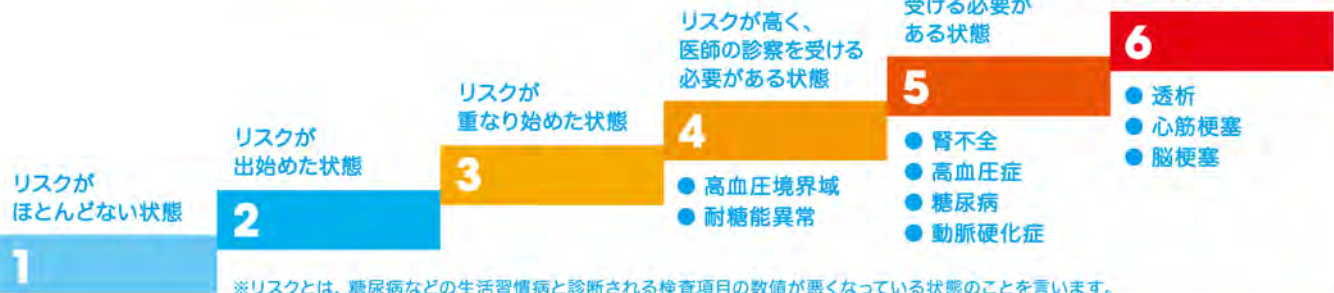 1
リスクが
ほとんどない状態
2
リスクが
出始めた状態
3
リスクが
重なり始めた状態
4
リスクが高く、
医師の診察を受ける
必要がある状態
● 高血圧境界域
● 耐糖能異常
5
受ける必要が
ある状態
● 腎不全
● 高血圧症
● 糖尿病
● 動脈硬化症
6
● 透析
● 心筋梗塞
● 脳梗塞
※リスクとは、糖尿病などの生活習慣病と診断される検査項目の数値が悪くなっている状態のことを言います。